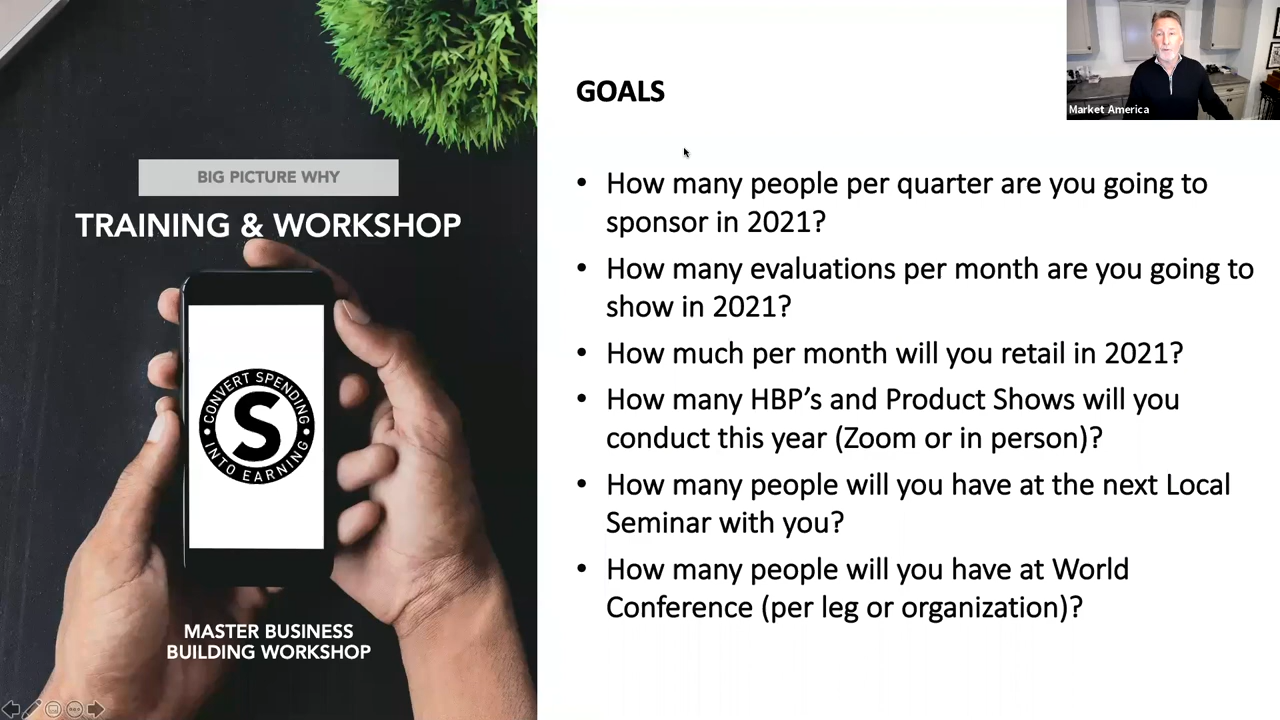 BIG PICTURE WHY
TRAINING & WORKSHOP
CONVERT SPENDING
S
INTO EARNING
MASTER BUSINESS
BUILDING WORKSHOP
GOALS
• How many people per quarter are you going to
sponsor in 2021?
• How many evaluations per month are you going to
show in 2021?
• How much per month will you retail in 2021?
• How many HBP’s and Product Shows will you
conduct this year (Zoom or in person)?
• How many people will you have at the next Local
Seminar with you?
• How many people will you have at World
Conference (per leg or organization)?
Market America